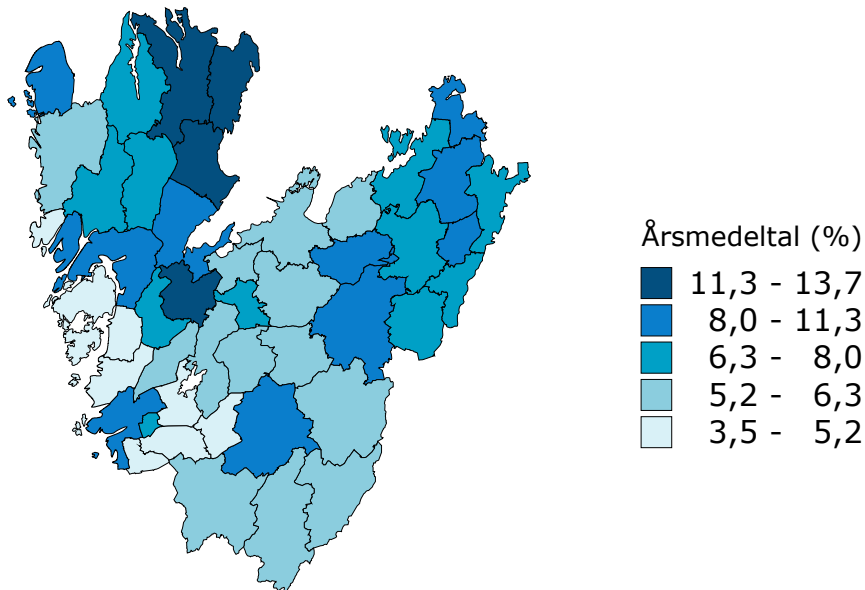 Årsmedeltal (%)
11,3 - 13,7
8,0 - 11,3
6,3 - 8,0
5,2 - 6,3
3,5 - 5,2